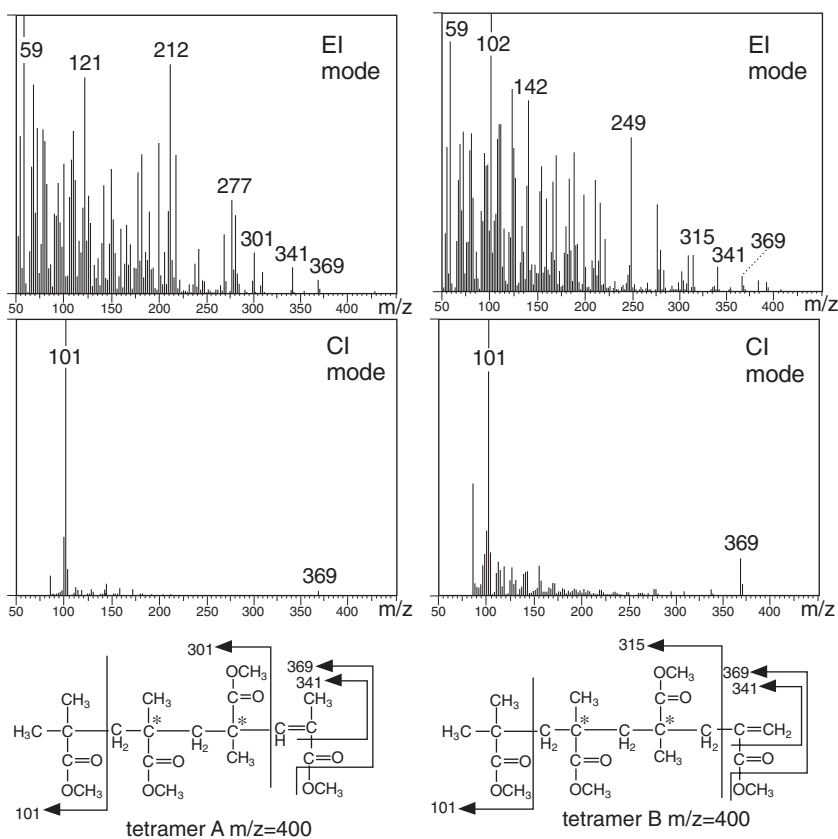 EI mode
59 121 212 277 301 341 369
50 100 150 200 250 300 350 400 m/z
EI mode
59 102 142 249 315 341 369
50 100 150 200 250 300 350 400 m/z
CI mode
101 369
50 100 150 200 250 300 350 400 m/z
CI mode
101 369
50 100 150 200 250 300 350 400 m/z
301
OCH₃ 369
CH₃ CH₃ C=O 341 CH₃
H₃C C C H₂ C * C H₂ C * C H = C
C=O C=O CH₃ C=O
OCH₃ OCH₃ OCH₃
101
tetramer A m/z=400
315
OCH₃ 369
CH₃ CH₃ C=O 341
H₃C C C H₂ C * C H₂ C * C H₂ C=CH₂
C=O C=O CH₃ C=O
OCH₃ OCH₃ OCH₃
101
tetramer B m/z=400